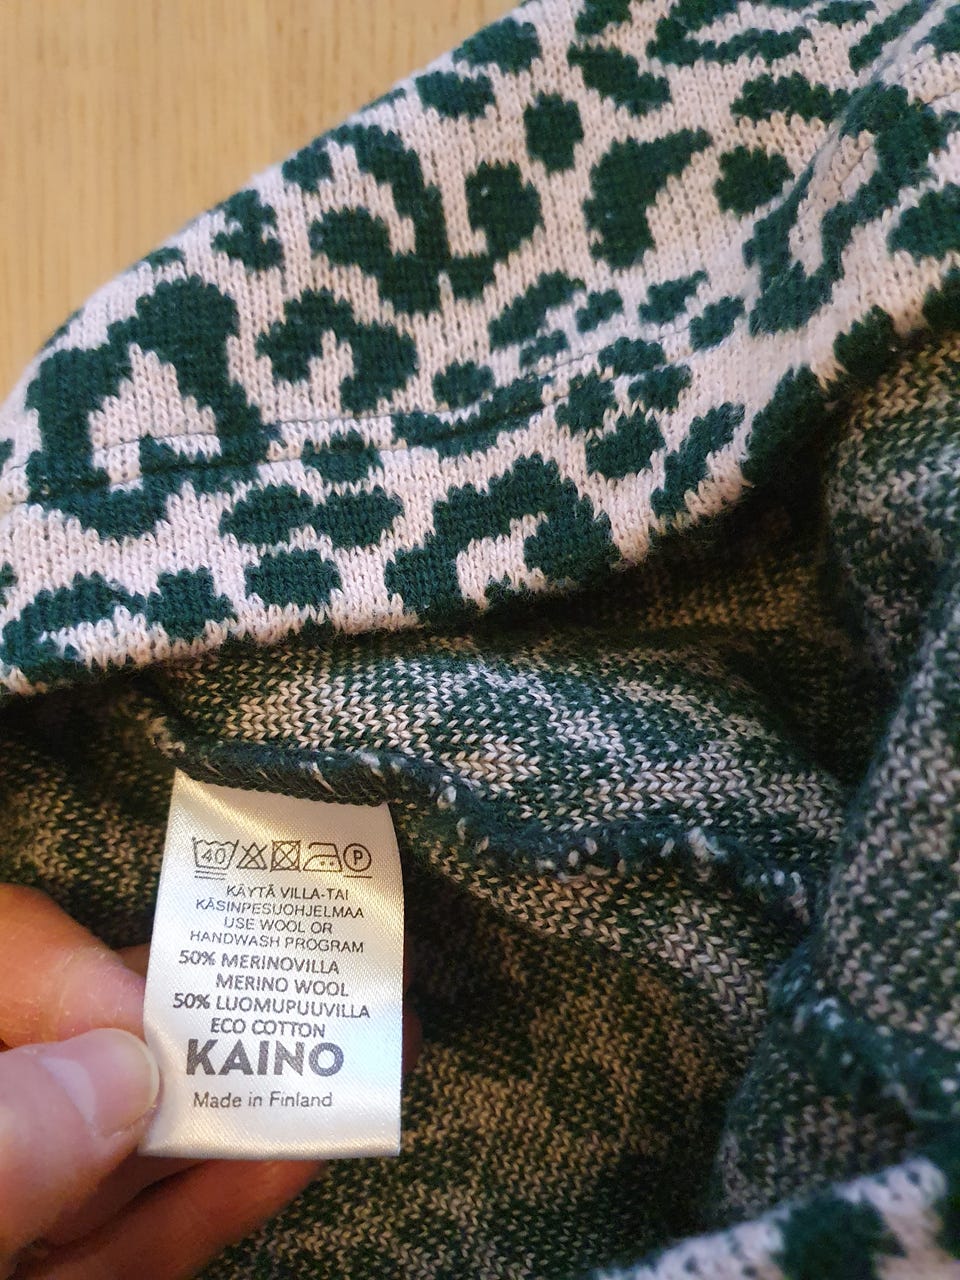 40 P
KÄYTÄ VILLA-TAI
KÄSINPESUOHJELMAA
USE WOOL OR
HANDWASH PROGRAM
50% MERINOVILLA
MERINO WOOL
50% LUOMUPUUVILLA
ECO COTTON
KAINO
Made in Finland